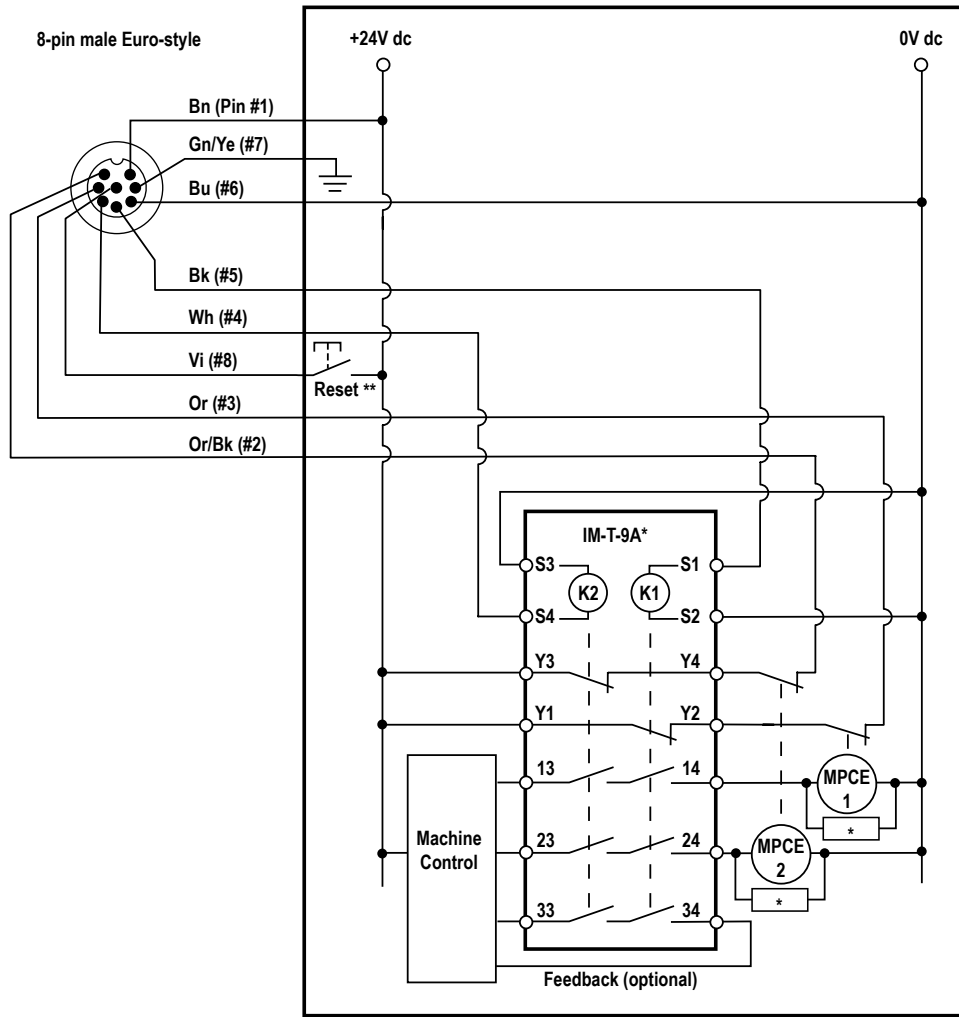 8-pin male Euro-style
+24V dc
0V dc
Bn (Pin #1)
Gn/Ye (#7)
Bu (#6)
Bk (#5)
Wh (#4)
Vi (#8)
Reset **
Or (#3)
Or/Bk (#2)
IM-T-9A*
S3
S1
K2
K1
S4
S2
Y3
Y4
Y1
Y2
13
14
MPCE
1
*
Machine
Control
23
24
MPCE
2
*
33
34
Feedback (optional)